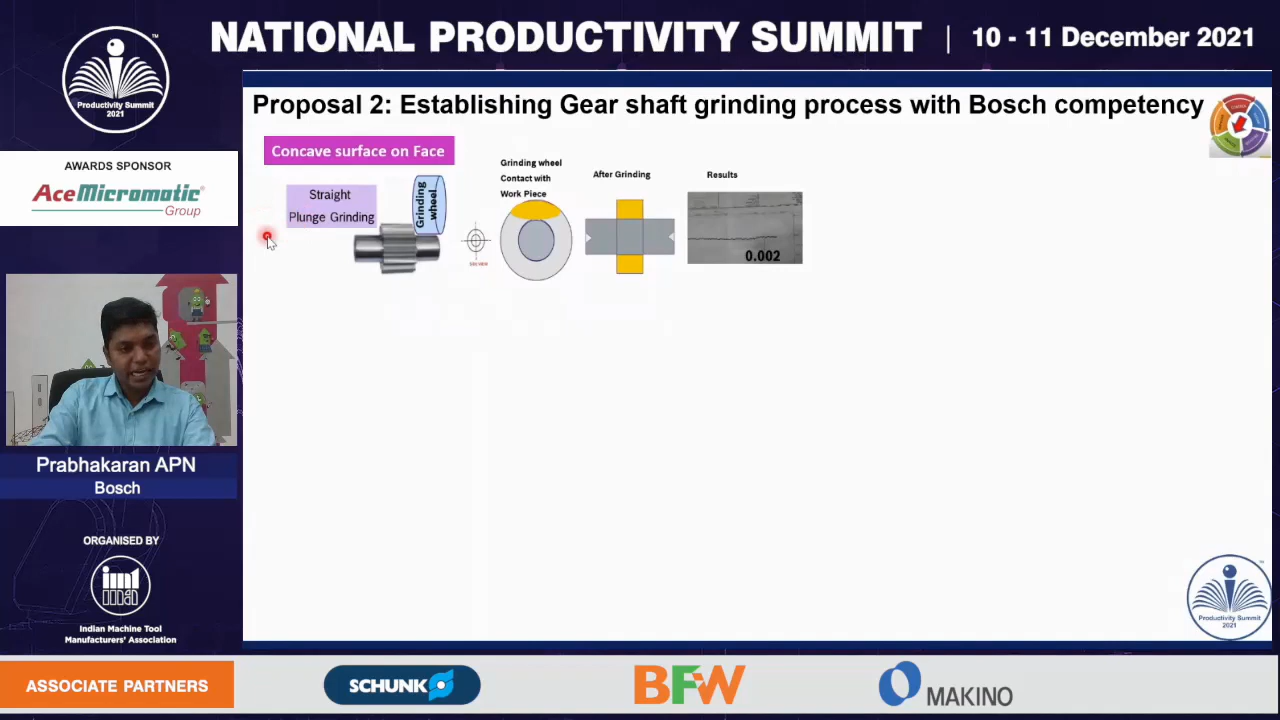 NATIONAL PRODUCTIVITY SUMMIT
10 - 11 December 2021
Productivity Summit
2021
AWARDS SPONSOR
AceMicromatic
Group
Prabhakaran APN
Bosch
ORGANISED BY
Indian Machine Tool
Manufacturers' Association
Proposal 2: Establishing Gear shaft grinding process with Bosch competency
Concave surface on Face
Straight
Plunge Grinding
Grinding
wheel
Grinding wheel
Contact with
Work Piece
After Grinding
Results
0.002
Productivity Summit
2021
ASSOCIATE PARTNERS
SCHUNK
BFW
MAKINO